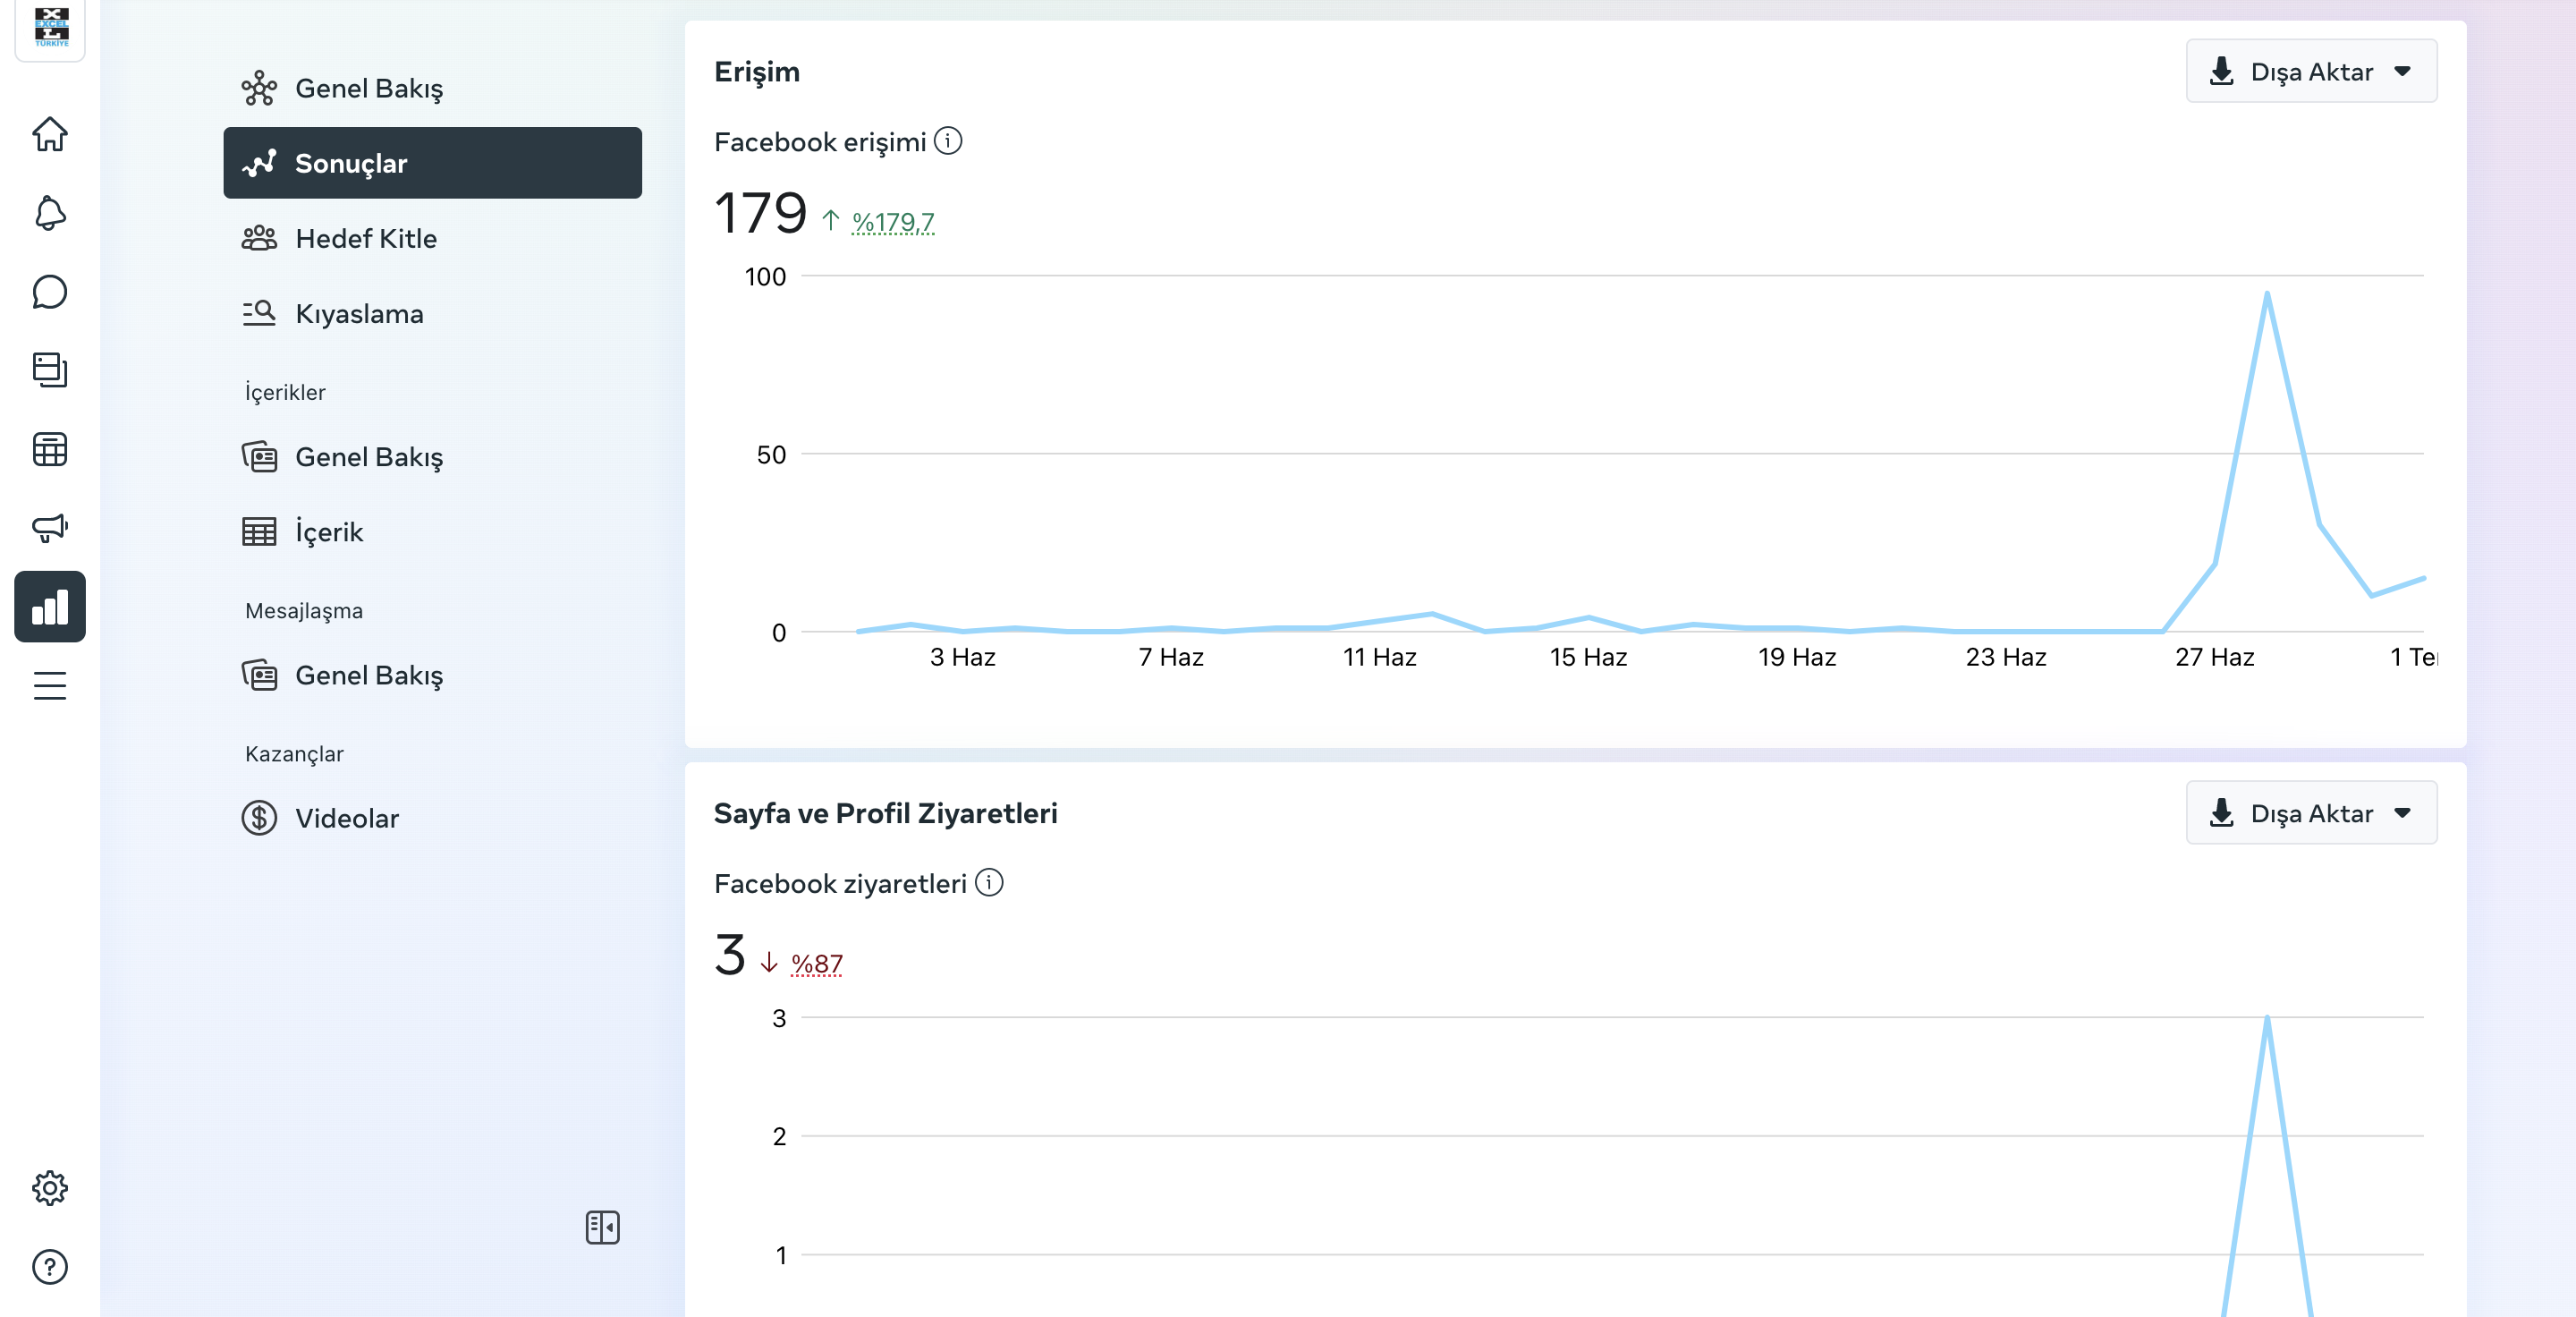 EXCEL
TÜRKİYE
Genel Bakış
Sonuçlar
Hedef Kitle
Kıyaslama
İçerikler
Genel Bakış
İçerik
Mesajlaşma
Genel Bakış
Kazançlar
Videolar
Erişim
Dışa Aktar
Facebook erişimi
179 ↑ %179,7
100
50
0
3 Haz 7 Haz 11 Haz 15 Haz 19 Haz 23 Haz 27 Haz 1 Te
Sayfa ve Profil Ziyaretleri
Dışa Aktar
Facebook ziyaretleri
3 ↓ %87
3
2
1